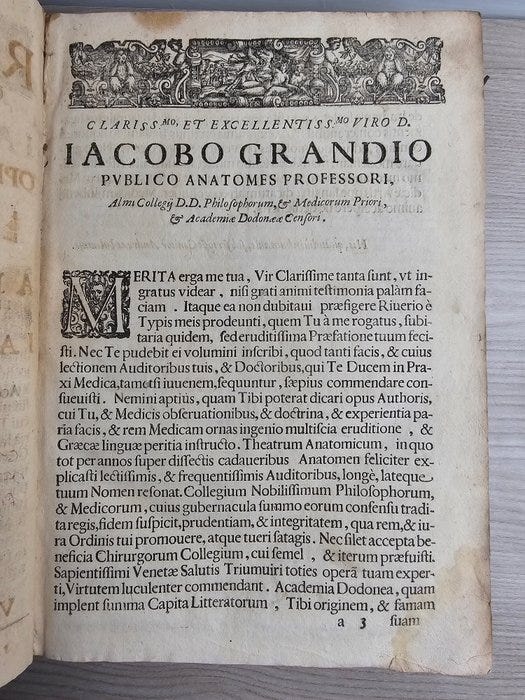 CLARISS.MO, ET EXCELLENTISS.MO VIRO D.
IACOBO GRANDIO
PVBLICO ANATOMES PROFESSORI,
Almi Collegij D.D. Philosophorum, & Medicorum Priori,
& Academiæ Dodonææ Censori.
MERITA erga me tua, Vir Clarissime tanta sunt, vt in-
gratus videar, nisi grati animi testimonia palàm fa-
ciam. Itaque ea non dubitaui præfigere Riuerio è
Typis meis prodeunti, quem Tu à me rogatus, subi-
taria quidem, sed eruditissima Præfatione tuum feci-
sti. Nec Te pudebit ei volumini inscribi, quod tanti facis, & cuius
lectionem Auditoribus tuis, & Doctoribus, qui Te Ducem in Pra-
xi Medica, tametsi iuuenem, sequuntur, sæpius commendare con-
sueuisti. Nemini aptiùs, quam Tibi poterat dicari opus Authoris,
cui Tu, & Medicis obseruationibus, & doctrina, & experientia pa-
ria facis, & rem Medicam ornas ingenio multiscia eruditione, &
Græcæ linguæ peritia instructo. Theatrum Anatomicum, in quo
tot per annos super dissectis cadaueribus Anatomen feliciter ex-
plicasti lectissimis, & frequentissimis Auditoribus, longè, lateque
tuum Nomen resonat. Collegium Nobilissimum Philosophorum,
& Medicorum, cuius gubernacula summo eorum consensu tradi-
ta regis, fidem suspicit, prudentiam, & integritatem, qua rem, & iu-
ra Ordinis tui promouere, atque tueri satagis. Nec silet accepta be-
neficia Chirurgorum Collegium, cui semel, & iterum præfuisti.
Sapientissimi Venetæ Salutis Triumuiri toties operâ tuam exper-
ti, Virtutem luculenter commendant. Academia Dodonea, quam
implent summa Capita Litteratorum, Tibi originem, & famam
a 3 suam